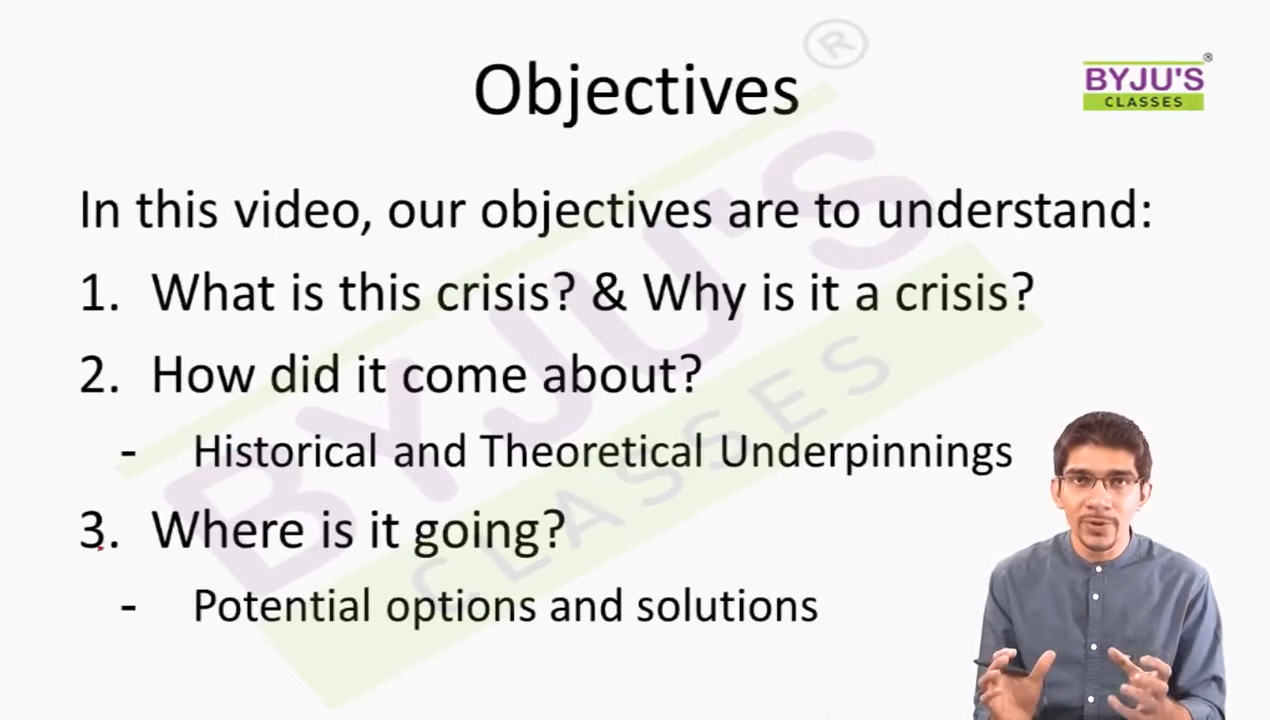 Objectives
®
BYJU'S
CLASSES
In this video, our objectives are to understand:
1. What is this crisis? & Why is it a crisis?
2. How did it come about?
- Historical and Theoretical Underpinnings
3. Where is it going?
- Potential options and solutions
BYJU'S
CLASSES
®